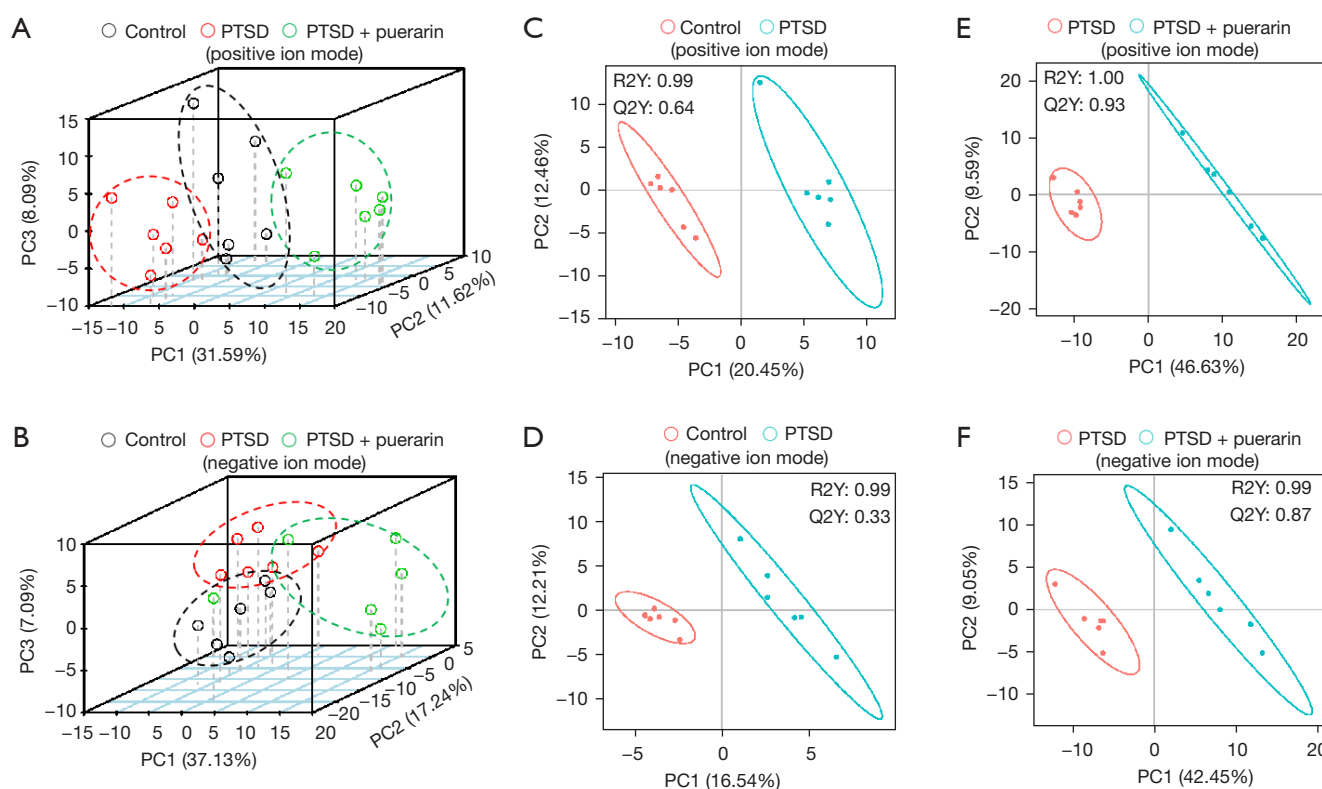 A
Control PTSD PTSD + puerarin
(positive ion mode)
PC3 (8.09%)
15
10
5
0
−5
−10
−15 −10 −5 0 5 10 15 20
PC1 (31.59%)
−10 −5 0 5 10
PC2 (11.62%)
B
Control PTSD PTSD + puerarin
(negative ion mode)
PC3 (7.09%)
10
5
0
−5
−10
−15 −10 −5 0 5 10 15 20
PC1 (37.13%)
−20 −15 −10 −5 0 5
PC2 (17.24%)
C
Control PTSD
(positive ion mode)
R2Y: 0.99
Q2Y: 0.64
PC2 (12.46%)
10
5
0
−5
−10
−15
−10 −5 0 5 10
PC1 (20.45%)
D
Control PTSD
(negative ion mode)
R2Y: 0.99
Q2Y: 0.33
PC2 (12.21%)
10
5
0
−5
−10
−5 0 5
PC1 (16.54%)
E
PTSD PTSD + puerarin
(positive ion mode)
R2Y: 1.00
Q2Y: 0.93
PC2 (9.59%)
20
10
0
−10
−20
−10 0 10 20
PC1 (46.63%)
F
PTSD PTSD + puerarin
(negative ion mode)
R2Y: 0.99
Q2Y: 0.87
PC2 (9.05%)
15
10
5
0
−5
−10
−10 0 10 20
PC1 (42.45%)